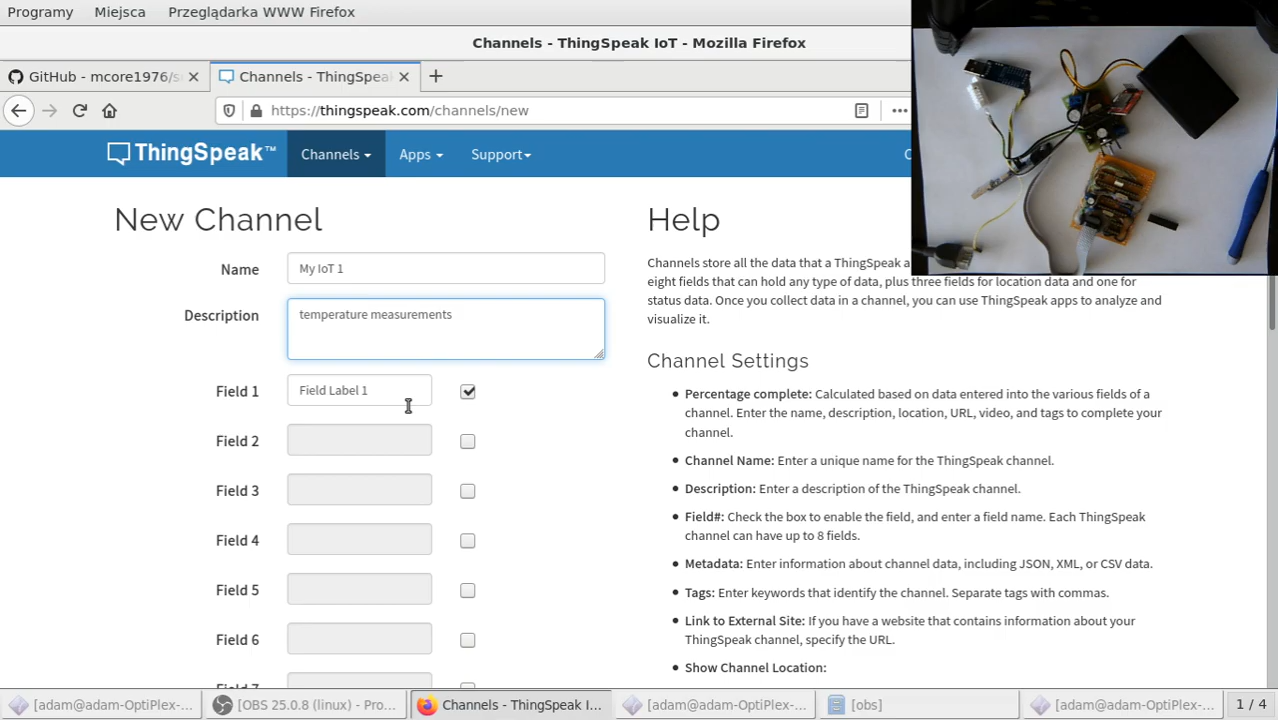 Programy Miejsca Przeglądarka WWW Firefox
Channels - ThingSpeak IoT - Mozilla Firefox
GitHub - mcore1976/s
Channels - ThingSpeak
https://thingspeak.com/channels/new
ThingSpeak™ Channels Apps Support
New Channel
Name My IoT 1
Description temperature measurements
Field 1 Field Label 1
Field 2
Field 3
Field 4
Field 5
Field 6
Help
Channels store all the data that a ThingSpeak
eight fields that can hold any type of data, plus three fields for location data and one for
status data. Once you collect data in a channel, you can use ThingSpeak apps to analyze and
visualize it.
Channel Settings
• Percentage complete: Calculated based on data entered into the various fields of a
channel. Enter the name, description, location, URL, video, and tags to complete your
channel.
• Channel Name: Enter a unique name for the ThingSpeak channel.
• Description: Enter a description of the ThingSpeak channel.
• Field#: Check the box to enable the field, and enter a field name. Each ThingSpeak
channel can have up to 8 fields.
• Metadata: Enter information about channel data, including JSON, XML, or CSV data.
• Tags: Enter keywords that identify the channel. Separate tags with commas.
• Link to External Site: If you have a website that contains information about your
ThingSpeak channel, specify the URL.
• Show Channel Location:
[adam@adam-OptiPlex-... [OBS 25.0.8 (linux) - Pro... Channels - ThingSpeak I... [adam@adam-OptiPlex-... [obs] [adam@adam-OptiPlex-... 1 / 4